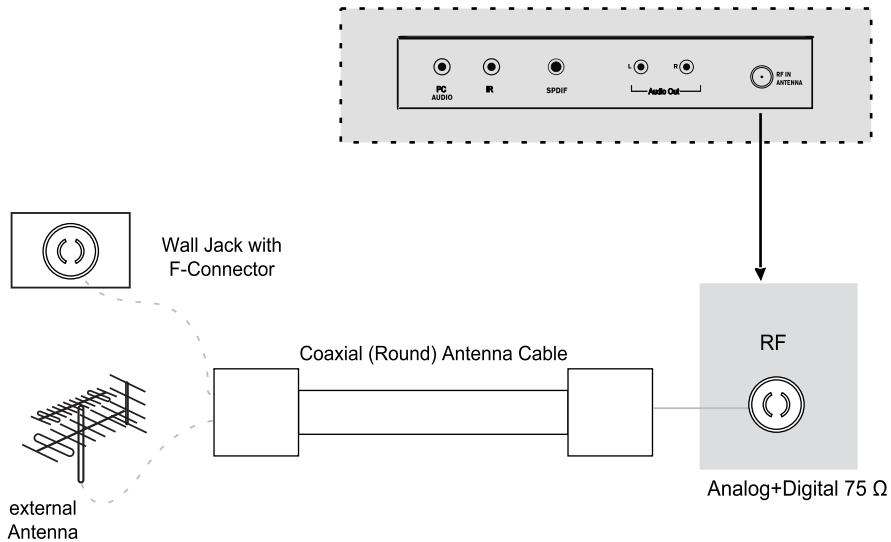 PC
AUDIO
IR
SPDIF
L
R
Audio Out
RF IN
ANTENNA
Wall Jack with
F-Connector
Coaxial (Round) Antenna Cable
RF
Analog+Digital 75 Ω
external
Antenna